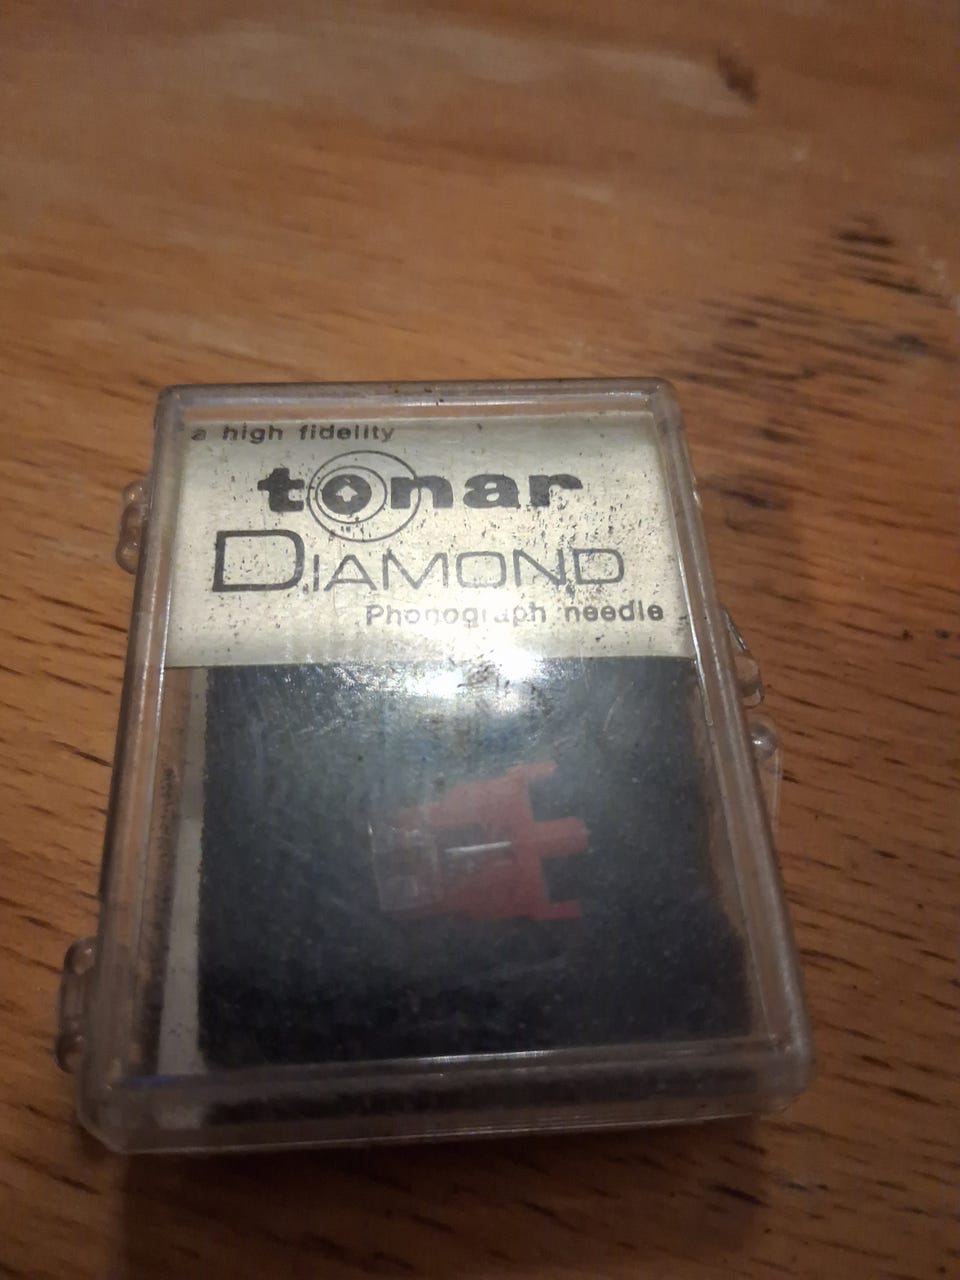 a high fidelity
tonar
DIAMOND
Phonograph needle